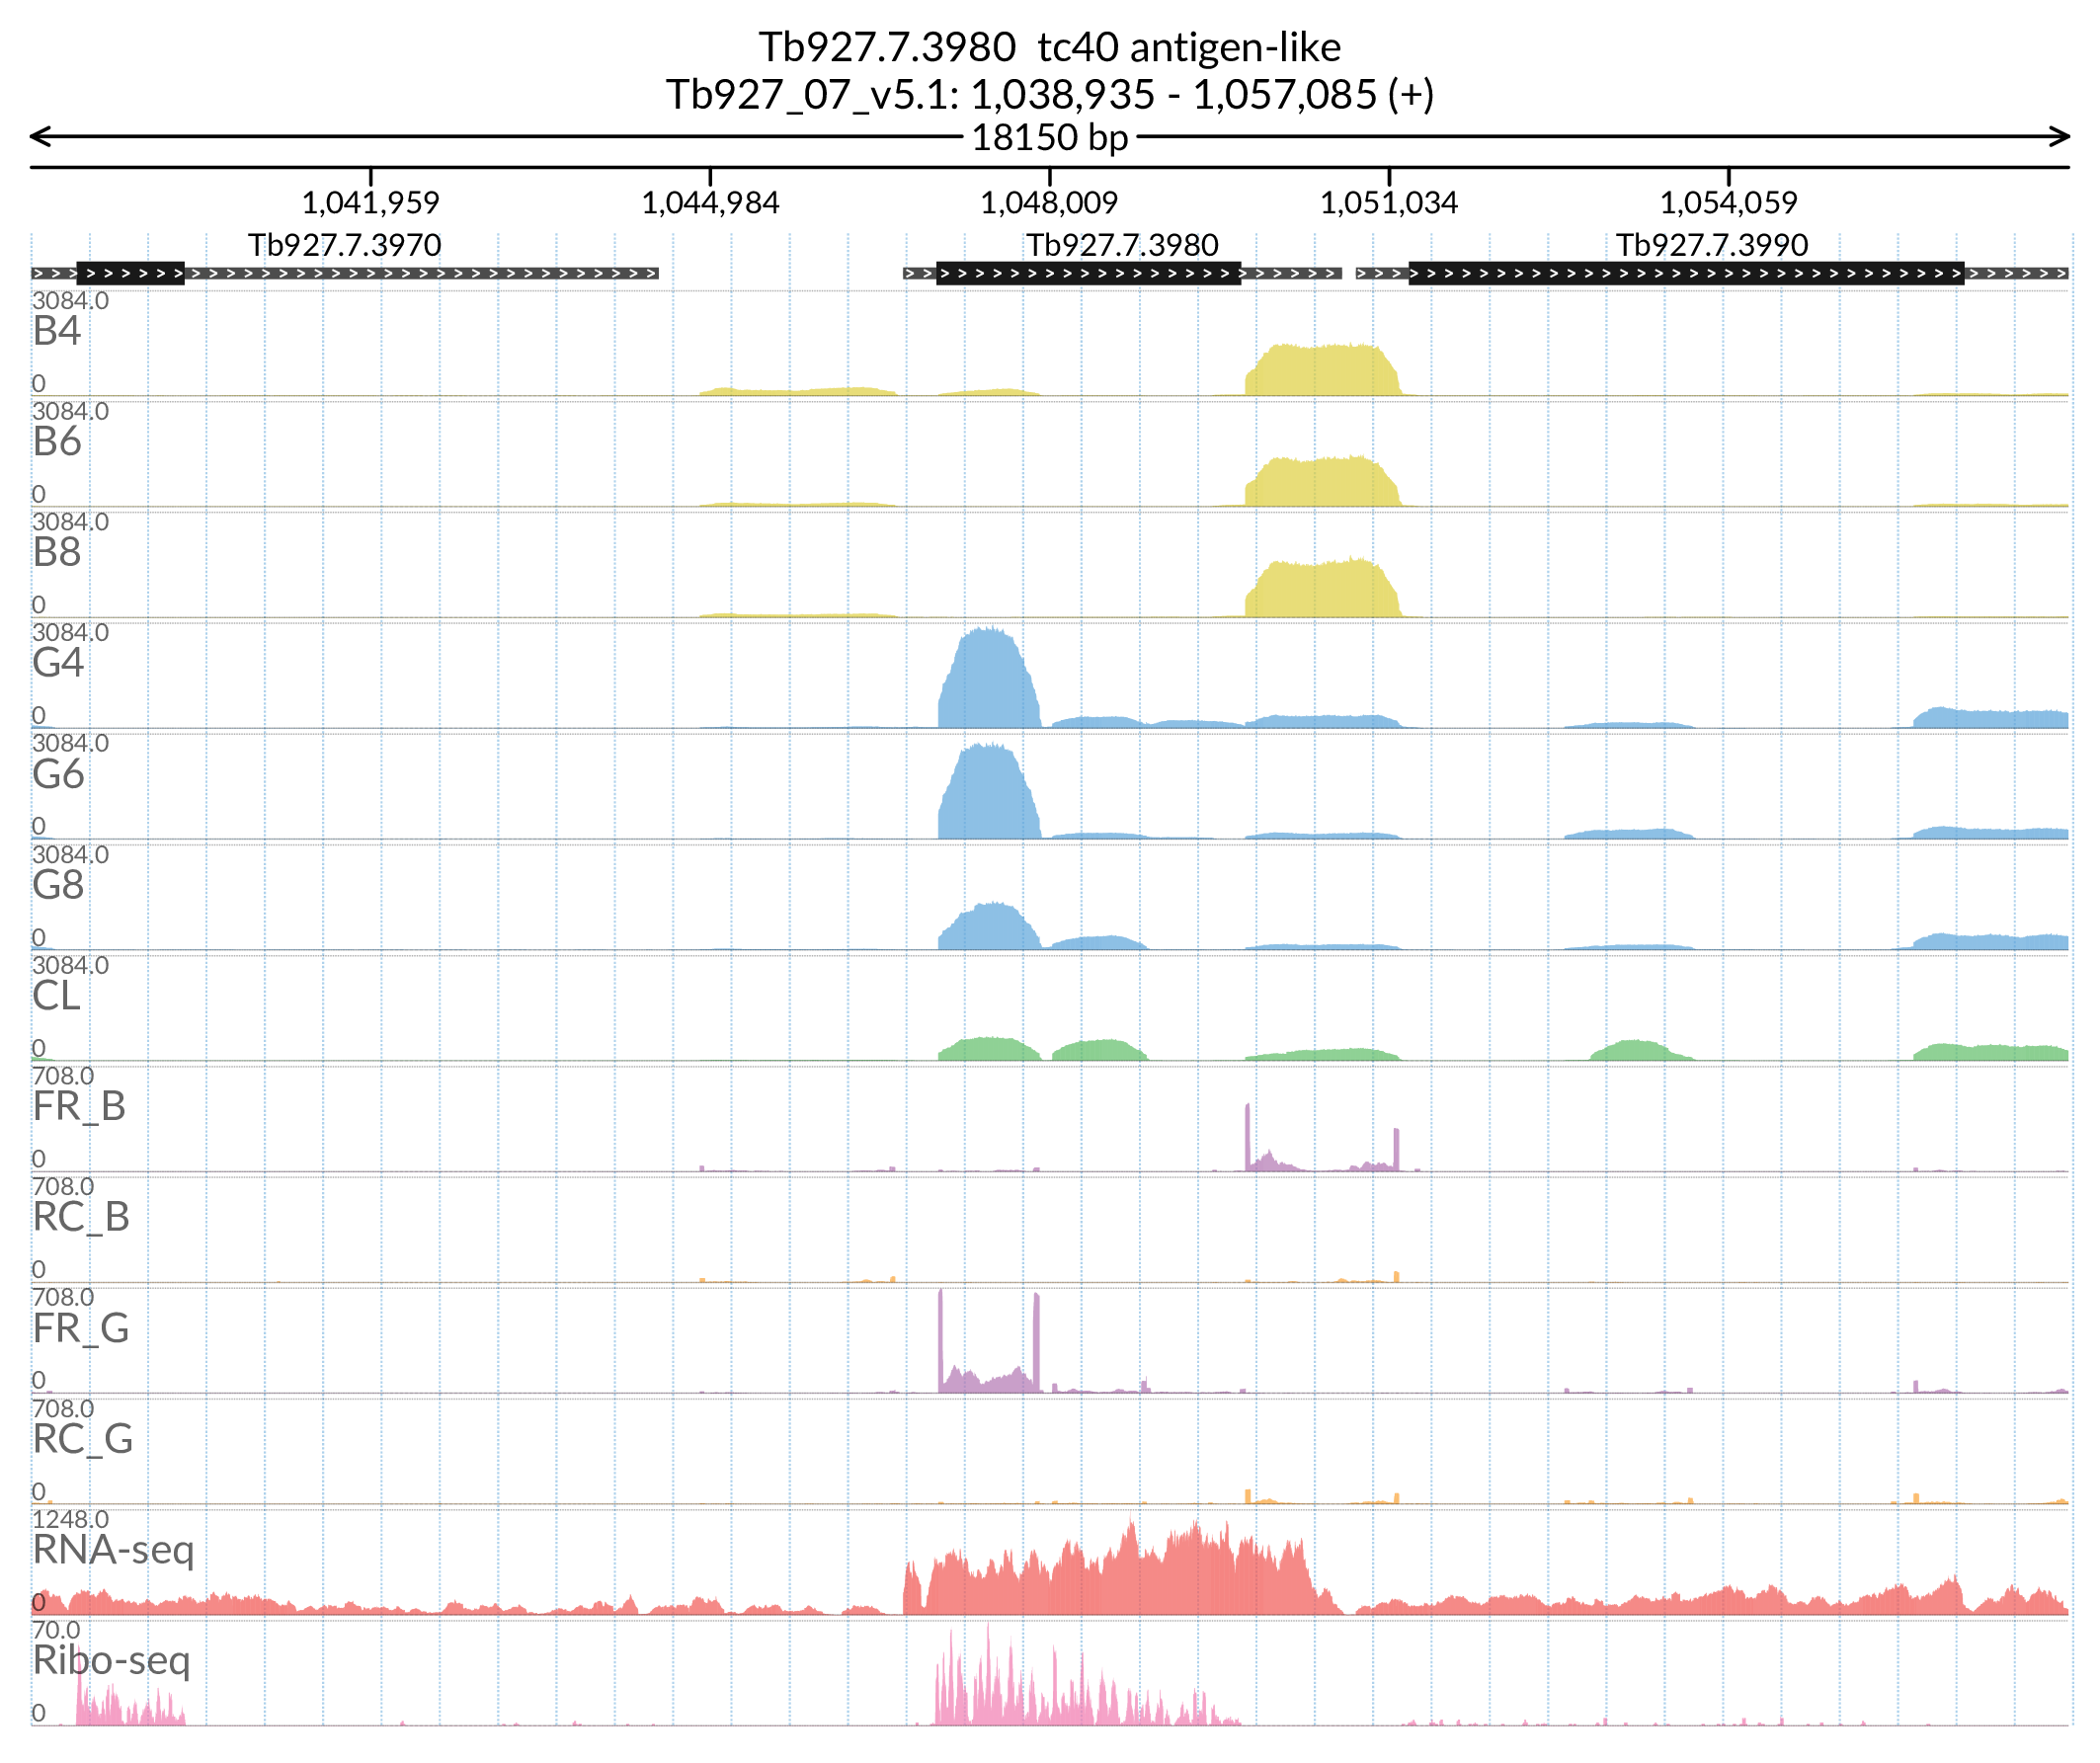 Tb927.7.3980 tc40 antigen-like
Tb927_07_v5.1: 1,038,935 - 1,057,085 (+)
18150 bp
1,041,959 1,044,984 1,048,009 1,051,034 1,054,059
Tb927.7.3970 Tb927.7.3980 Tb927.7.3990
3084.0
B4
0
3084.0
B6
0
3084.0
B8
0
3084.0
G4
0
3084.0
G6
0
3084.0
G8
0
3084.0
CL
0
708.0
FR_B
0
708.0
RC_B
0
708.0
FR_G
0
708.0
RC_G
0
1248.0
RNA-seq
0
70.0
Ribo-seq
0